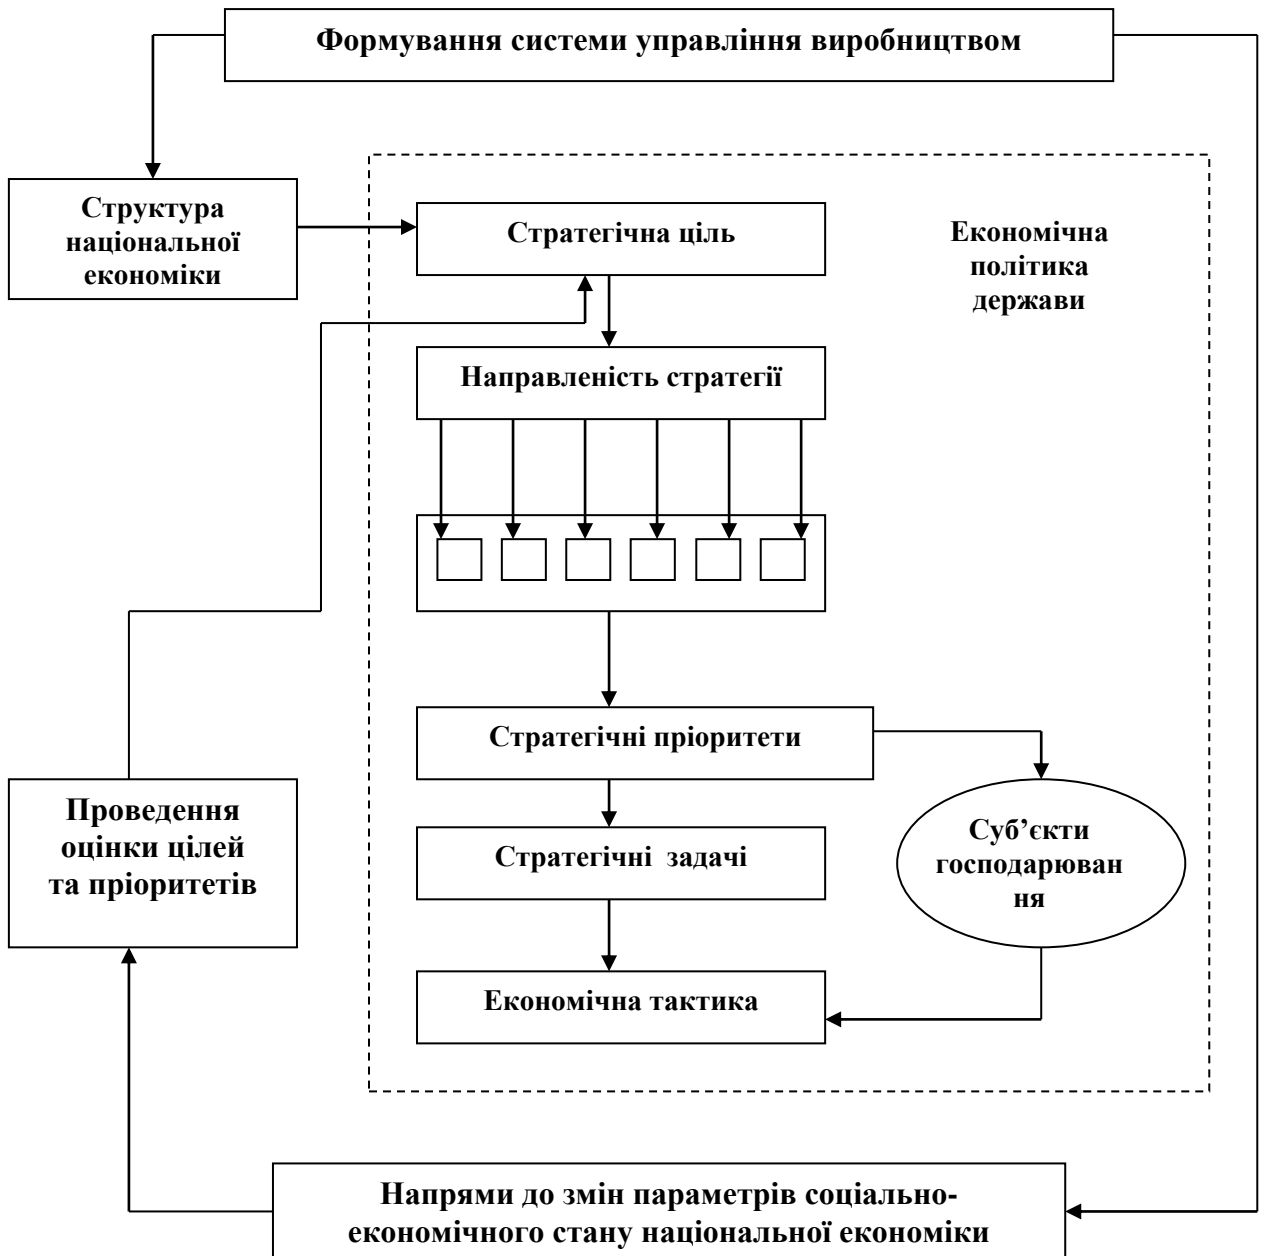 Формування системи управління виробництвом
Структура
національної
економіки
Стратегічна ціль
Економічна
політика
держави
Направленість стратегії
Стратегічні пріоритети
Проведення
оцінки цілей
та пріоритетів
Стратегічні задачі
Суб’єкти
господарюван
ня
Економічна тактика
Напрями до змін параметрів соціально-
економічного стану національної економіки